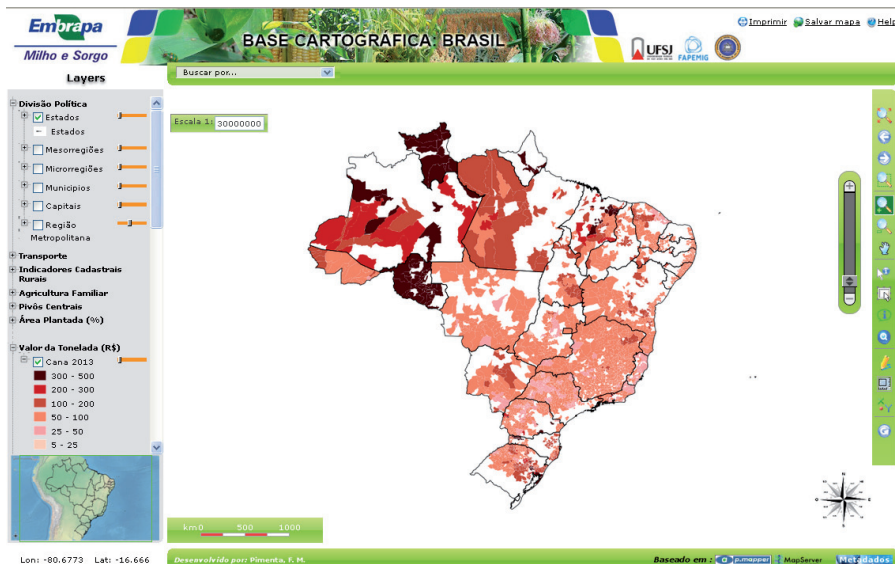 Embrapa
Milho e Sorgo
BASE CARTOGRÁFICA: BRASIL
Imprimir Salvar mapa Help
UFSJ
FAPEMIG
Layers
Buscar por...
Escala 1: 30000000
Divisão Política
Estados
Estados
Mesorregiões
Microrregiões
Municipios
Capitais
Região
Metropolitana
Transporte
Indicadores Cadastrais
Rurais
Agricultura Familiar
Pivôs Centrais
Área Plantada (%)
Valor da Tonelada (R$)
Cana 2013
300 - 500
200 - 300
100 - 200
50 - 100
25 - 50
5 - 25
km0 500 1000
N
Lon: -80.6773 Lat: -16.666
Desenvolvido por: Pimenta, F. M.
Baseado em : p.mapper MapServer Metadados